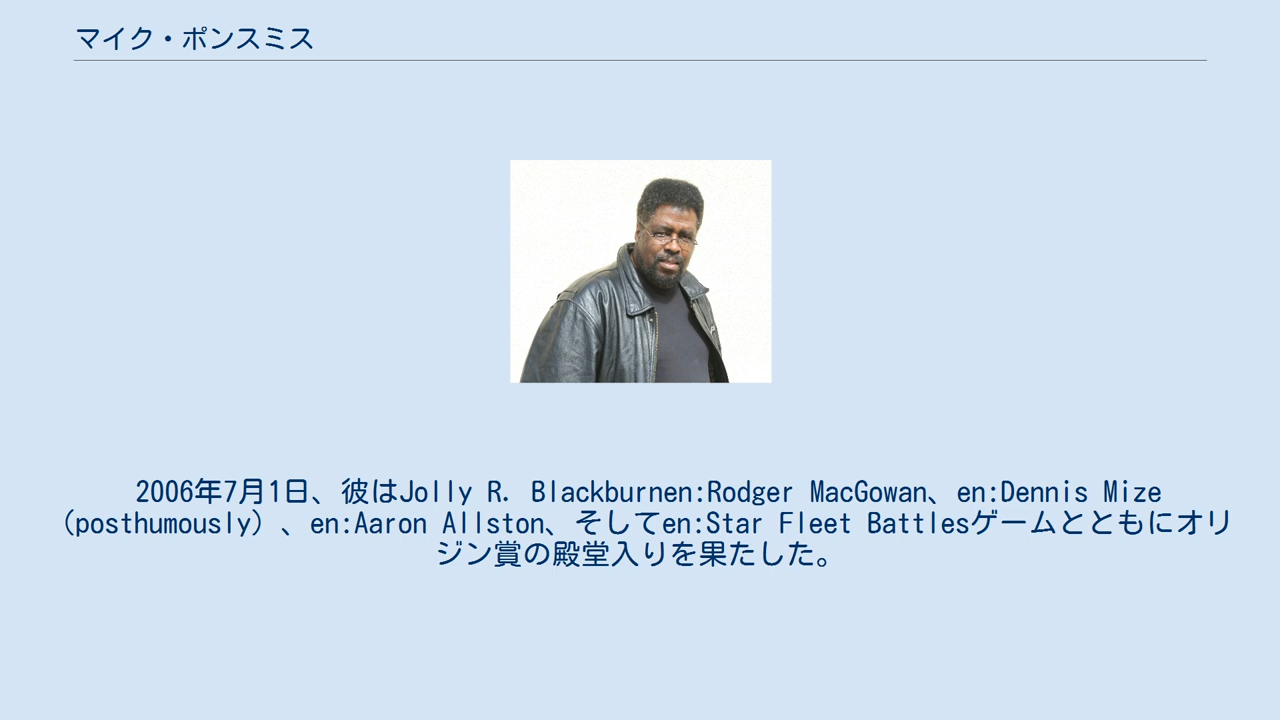 マイク・ポンスミス
2006年7月1日、彼はJolly R. Blackburnen:Rodger MacGowan、en:Dennis Mize
（posthumously）、en:Aaron Allston、そしてen:Star Fleet Battlesゲームとともにオリ
ジン賞の殿堂入りを果たした。